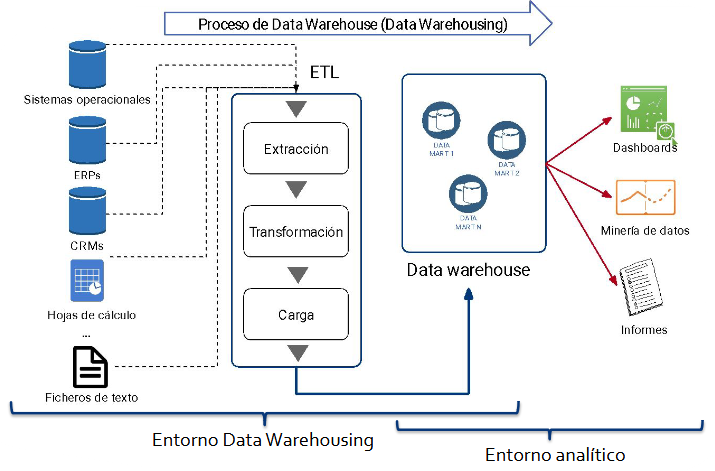 Proceso de Data Warehouse (Data Warehousing)
Sistemas operacionales
ERPs
CRMs
Hojas de cálculo
...
Ficheros de texto
ETL
Extracción
Transformación
Carga
DATA
MART 1
DATA
MART 2
DATA
MART N
Data warehouse
Dashboards
Minería de datos
Informes
Entorno Data Warehousing
Entorno analítico